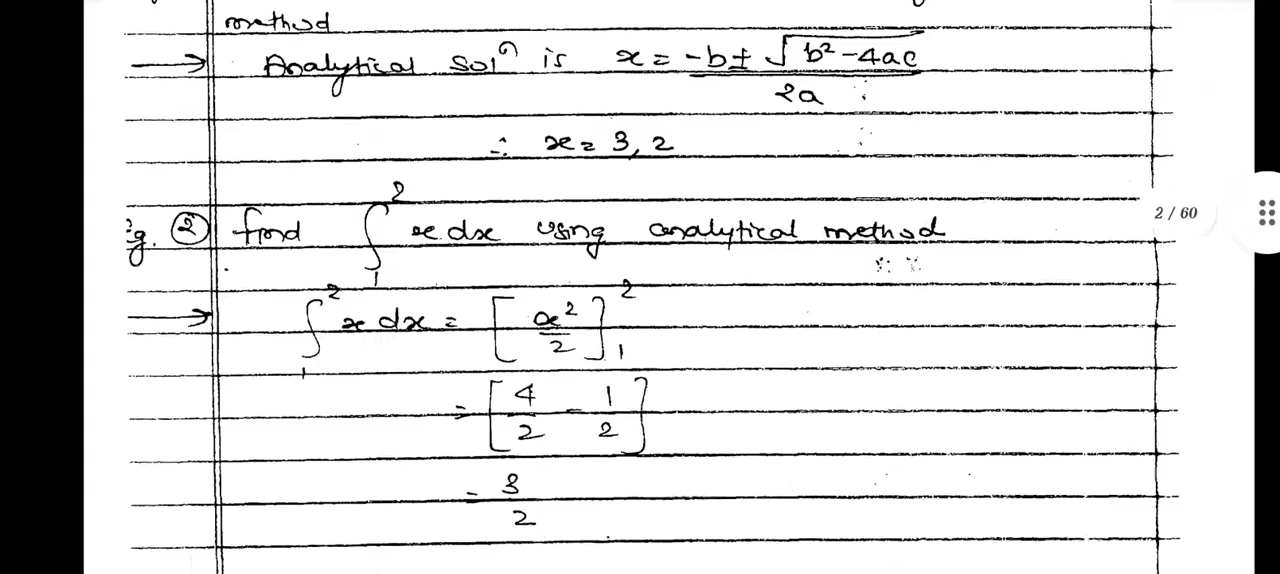 method
→ Analytical solⁿ is x = -b ± √b² - 4ac / 2a
∴ x = 3, 2
Eg. ② find ∫₁² x dx using analytical method
2 / 60
→ ∫₁² x dx = [x²/2]₁²
= [4/2 - 1/2]
= 3/2